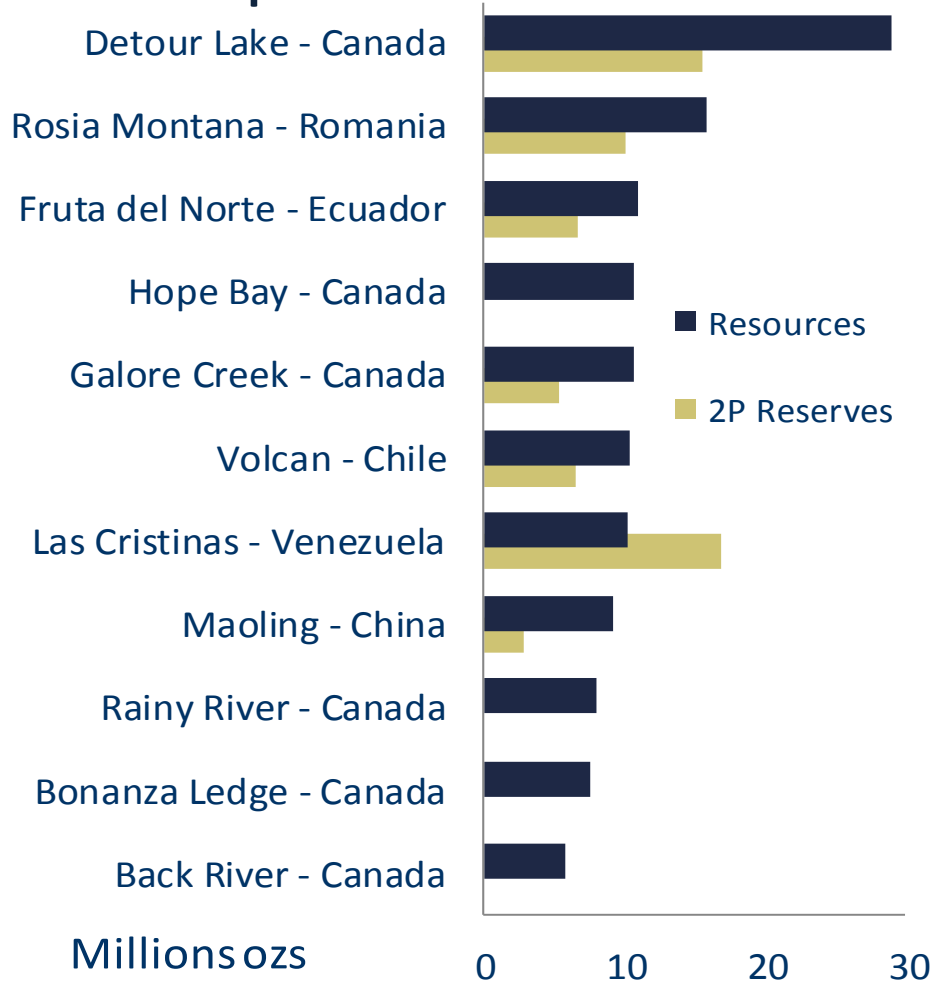 Detour Lake - Canada
Rosia Montana - Romania
Fruta del Norte - Ecuador
Hope Bay - Canada
Resources
Galore Creek - Canada
2P Reserves
Volcan - Chile
Las Cristinas - Venezuela
Maoling - China
Rainy River - Canada
Bonanza Ledge - Canada
Back River - Canada
Millions ozs
0 10 20 30